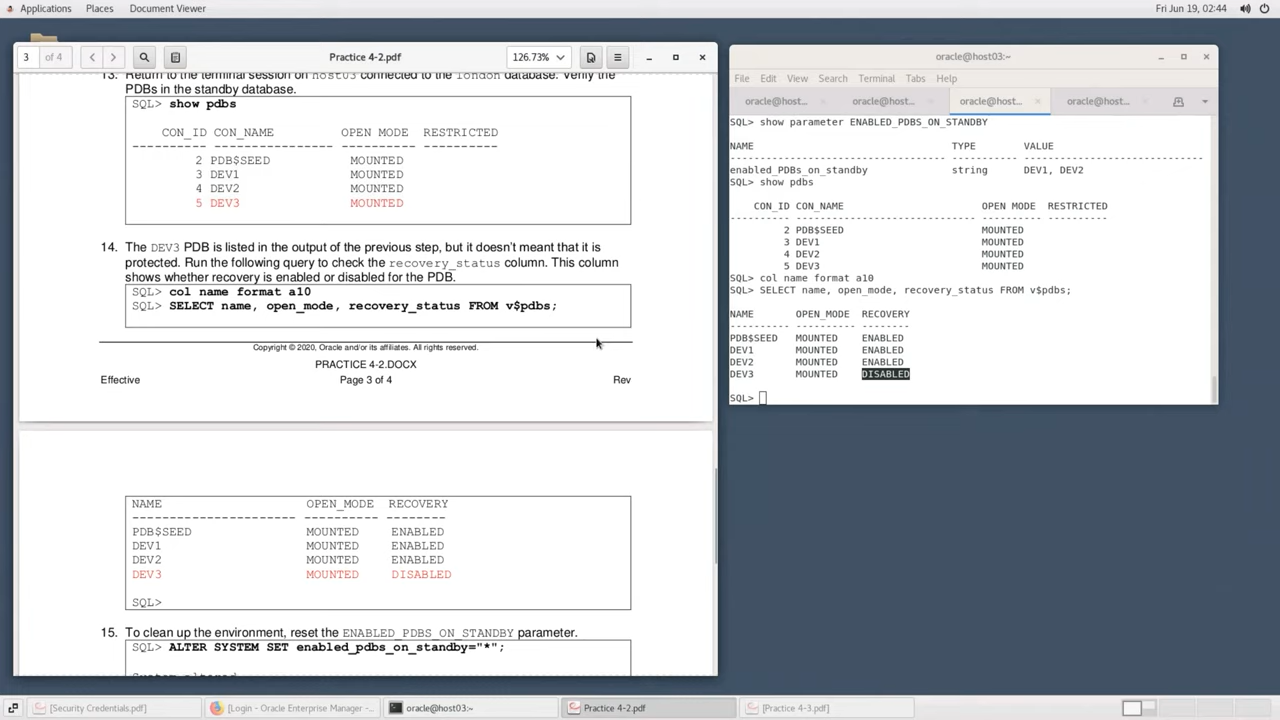 Applications Places Document Viewer Fri Jun 19, 02:44
3 of 4 Practice 4-2.pdf 126.73%
13. Return to the terminal session on host03 connected to the london database. Verify the
PDBs in the standby database.
SQL> show pdbs
CON_ID CON_NAME OPEN MODE RESTRICTED
---------- ------------------ ---------- ----------
2 PDB$SEED MOUNTED
3 DEV1 MOUNTED
4 DEV2 MOUNTED
5 DEV3 MOUNTED
14. The DEV3 PDB is listed in the output of the previous step, but it doesn't meant that it is
protected. Run the following query to check the recovery_status column. This column
shows whether recovery is enabled or disabled for the PDB.
SQL> col name format a10
SQL> SELECT name, open_mode, recovery_status FROM v$pdbs;
Copyright © 2020, Oracle and/or its affiliates. All rights reserved.
PRACTICE 4-2.DOCX
Effective Page 3 of 4 Rev
NAME OPEN_MODE RECOVERY
--------------------- ---------- --------
PDB$SEED MOUNTED ENABLED
DEV1 MOUNTED ENABLED
DEV2 MOUNTED ENABLED
DEV3 MOUNTED DISABLED
SQL>
15. To clean up the environment, reset the ENABLED_PDBS_ON_STANDBY parameter.
SQL> ALTER SYSTEM SET enabled_pdbs_on_standby="*";
System altered
oracle@host03:~
File Edit View Search Terminal Tabs Help
oracle@host... oracle@host... oracle@host... oracle@host...
SQL> show parameter ENABLED_PDBS_ON_STANDBY
NAME TYPE VALUE
------------------------------------ ----------- ------------------------------
enabled_PDBs_on_standby string DEV1, DEV2
SQL> show pdbs
CON_ID CON_NAME OPEN MODE RESTRICTED
---------- ------------------------------ ---------- ----------
2 PDB$SEED MOUNTED
3 DEV1 MOUNTED
4 DEV2 MOUNTED
5 DEV3 MOUNTED
SQL> col name format a10
SQL> SELECT name, open_mode, recovery_status FROM v$pdbs;
NAME OPEN_MODE RECOVERY
---------- ---------- --------
PDB$SEED MOUNTED ENABLED
DEV1 MOUNTED ENABLED
DEV2 MOUNTED ENABLED
DEV3 MOUNTED DISABLED
SQL>
[Security Credentials.pdf] [Login - Oracle Enterprise Manager -... oracle@host03:~ Practice 4-2.pdf [Practice 4-3.pdf]